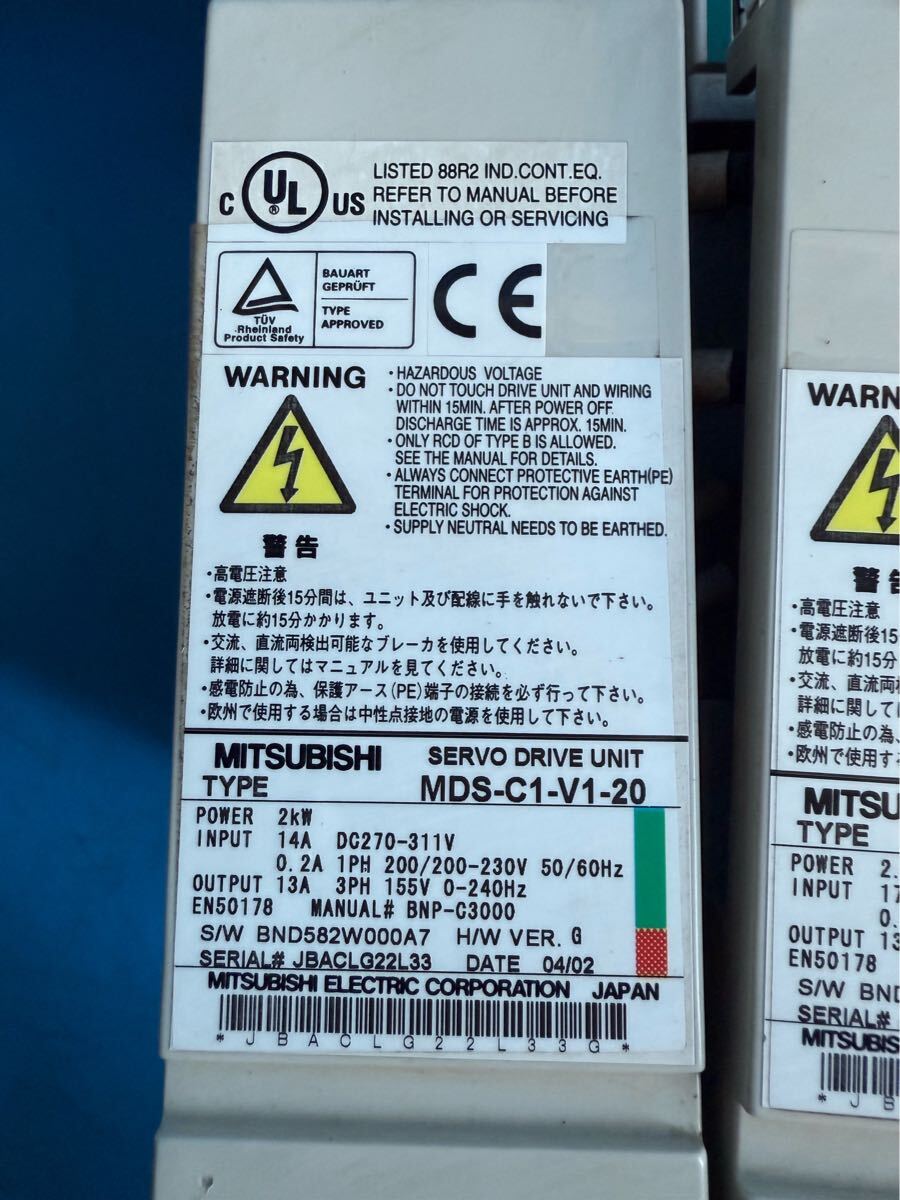 C UL ® US
LISTED 88R2 IND.CONT.EQ.
REFER TO MANUAL BEFORE
INSTALLING OR SERVICING
TÜV
Rheinland
Product Safety
BAUART
GEPRÜFT
TYPE
APPROVED
CE
WARNING
・HAZARDOUS VOLTAGE
・DO NOT TOUCH DRIVE UNIT AND WIRING
WITHIN 15MIN. AFTER POWER OFF.
DISCHARGE TIME IS APPROX. 15MIN.
・ONLY RCD OF TYPE B IS ALLOWED.
SEE THE MANUAL FOR DETAILS.
・ALWAYS CONNECT PROTECTIVE EARTH(PE)
TERMINAL FOR PROTECTION AGAINST
ELECTRIC SHOCK.
・SUPPLY NEUTRAL NEEDS TO BE EARTHED.
警告
・高電圧注意
・電源遮断後15分間は、ユニット及び配線に手を触れないで下さい。
放電に約15分かかります。
・交流、直流両検出可能なブレーカを使用してください。
詳細に関してはマニュアルを見てください。
・感電防止の為、保護アース(PE)端子の接続を必ず行って下さい。
・欧州で使用する場合は中性点接地の電源を使用して下さい。
MITSUBISHI SERVO DRIVE UNIT
TYPE MDS-C1-V1-20
POWER 2kW
INPUT 14A DC270-311V
0.2A 1PH 200/200-230V 50/60Hz
OUTPUT 13A 3PH 155V 0-240Hz
EN50178 MANUAL# BNP-C3000
S/W BND582W000A7 H/W VER. G
SERIAL# JBACLG22L33 DATE 04/02
MITSUBISHI ELECTRIC CORPORATION JAPAN
*JBACLG22L33G*
WARN
警
・高電圧注意
・電源遮断後15
放電に約15分
・交流、直流両
詳細に関して
・感電防止の為、
・欧州で使用す
MITSU
TYPE
POWER 2.
INPUT 17
0.
OUTPUT 13
EN50178
S/W BN
SERIAL#
MITSUBIS
*JB